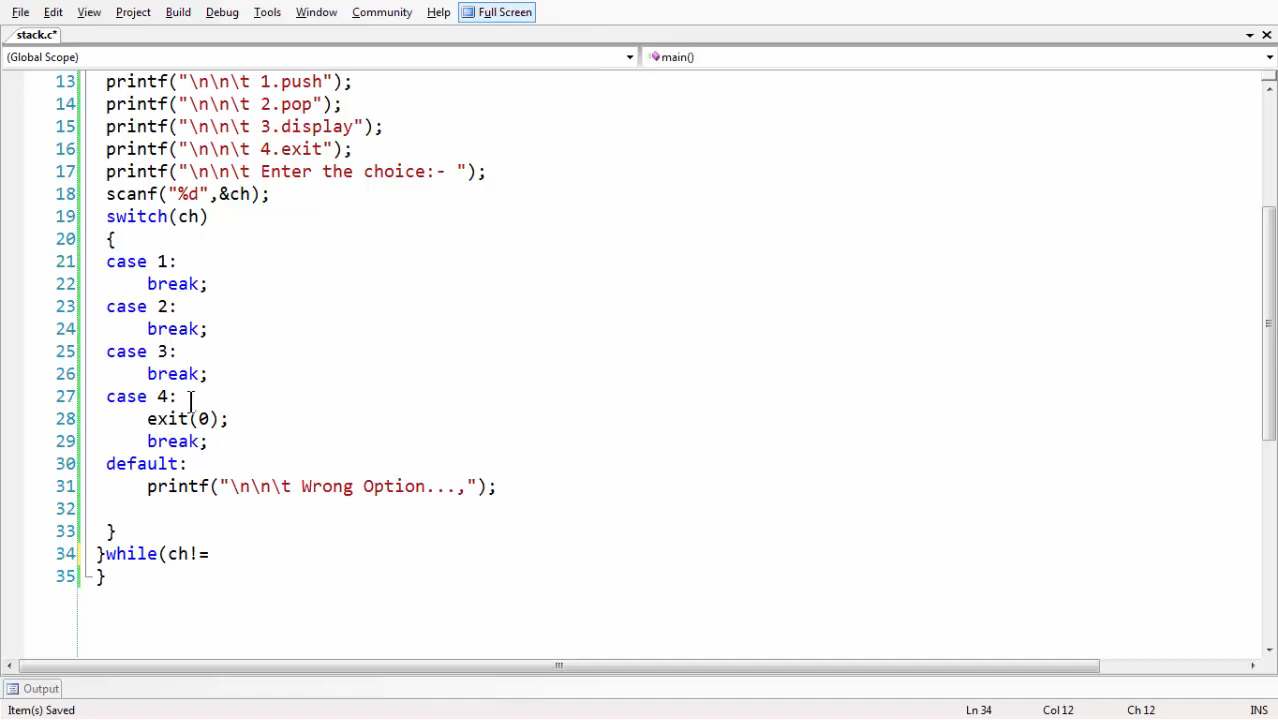 File Edit View Project Build Debug Tools Window Community Help Full Screen
stack.c*
(Global Scope) main()
13 printf("\n\n\t 1.push");
14 printf("\n\n\t 2.pop");
15 printf("\n\n\t 3.display");
16 printf("\n\n\t 4.exit");
17 printf("\n\n\t Enter the choice:- ");
18 scanf("%d",&ch);
19 switch(ch)
20 {
21 case 1:
22 break;
23 case 2:
24 break;
25 case 3:
26 break;
27 case 4:
28 exit(0);
29 break;
30 default:
31 printf("\n\n\t Wrong Option...,");
32
33 }
34 }while(ch!=
35 }
Output
Item(s) Saved Ln 34 Col 12 Ch 12 INS